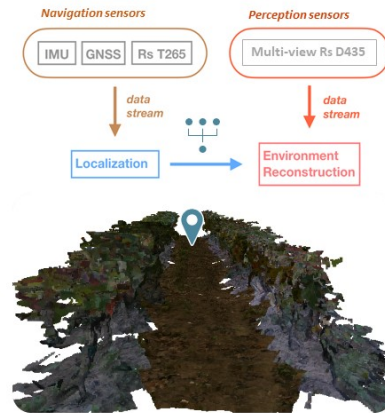 Navigation sensors
Perception sensors
IMU GNSS Rs T265
Multi-view Rs D435
data
stream
data
stream
Localization
Environment
Reconstruction